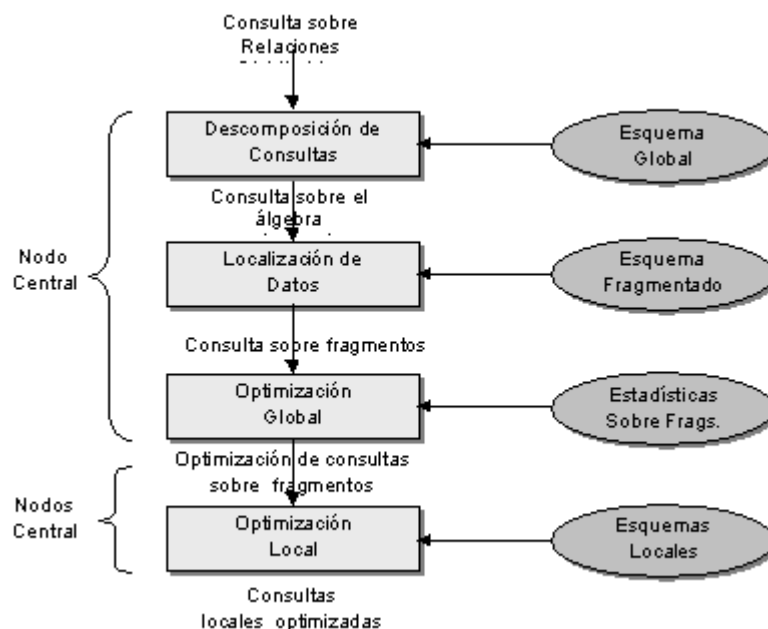 Consulta sobre
Relaciones
Descomposición de
Consultas
Esquema
Global
Consulta sobre el
álgebra
Nodo
Central
Localización de
Datos
Esquema
Fragmentado
Consulta sobre fragmentos
Optimización
Global
Estadísticas
Sobre Frags.
Optimización de consultas
sobre fragmentos
Nodos
Central
Optimización
Local
Esquemas
Locales
Consultas
locales optimizadas